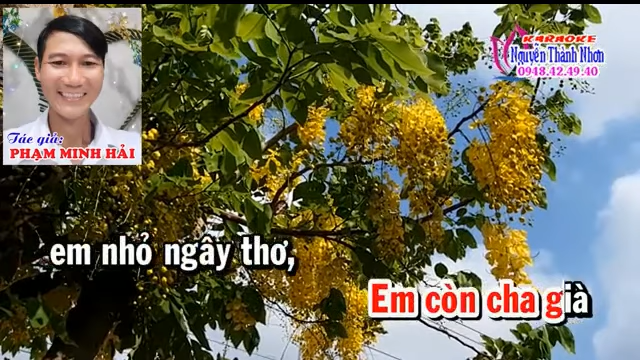 KARAOKE
Nguyễn Thành Nhơn
0948.42.49.40
Tác giả:
PHẠM MINH HẢI
em nhỏ ngây thơ,
Em còn cha già